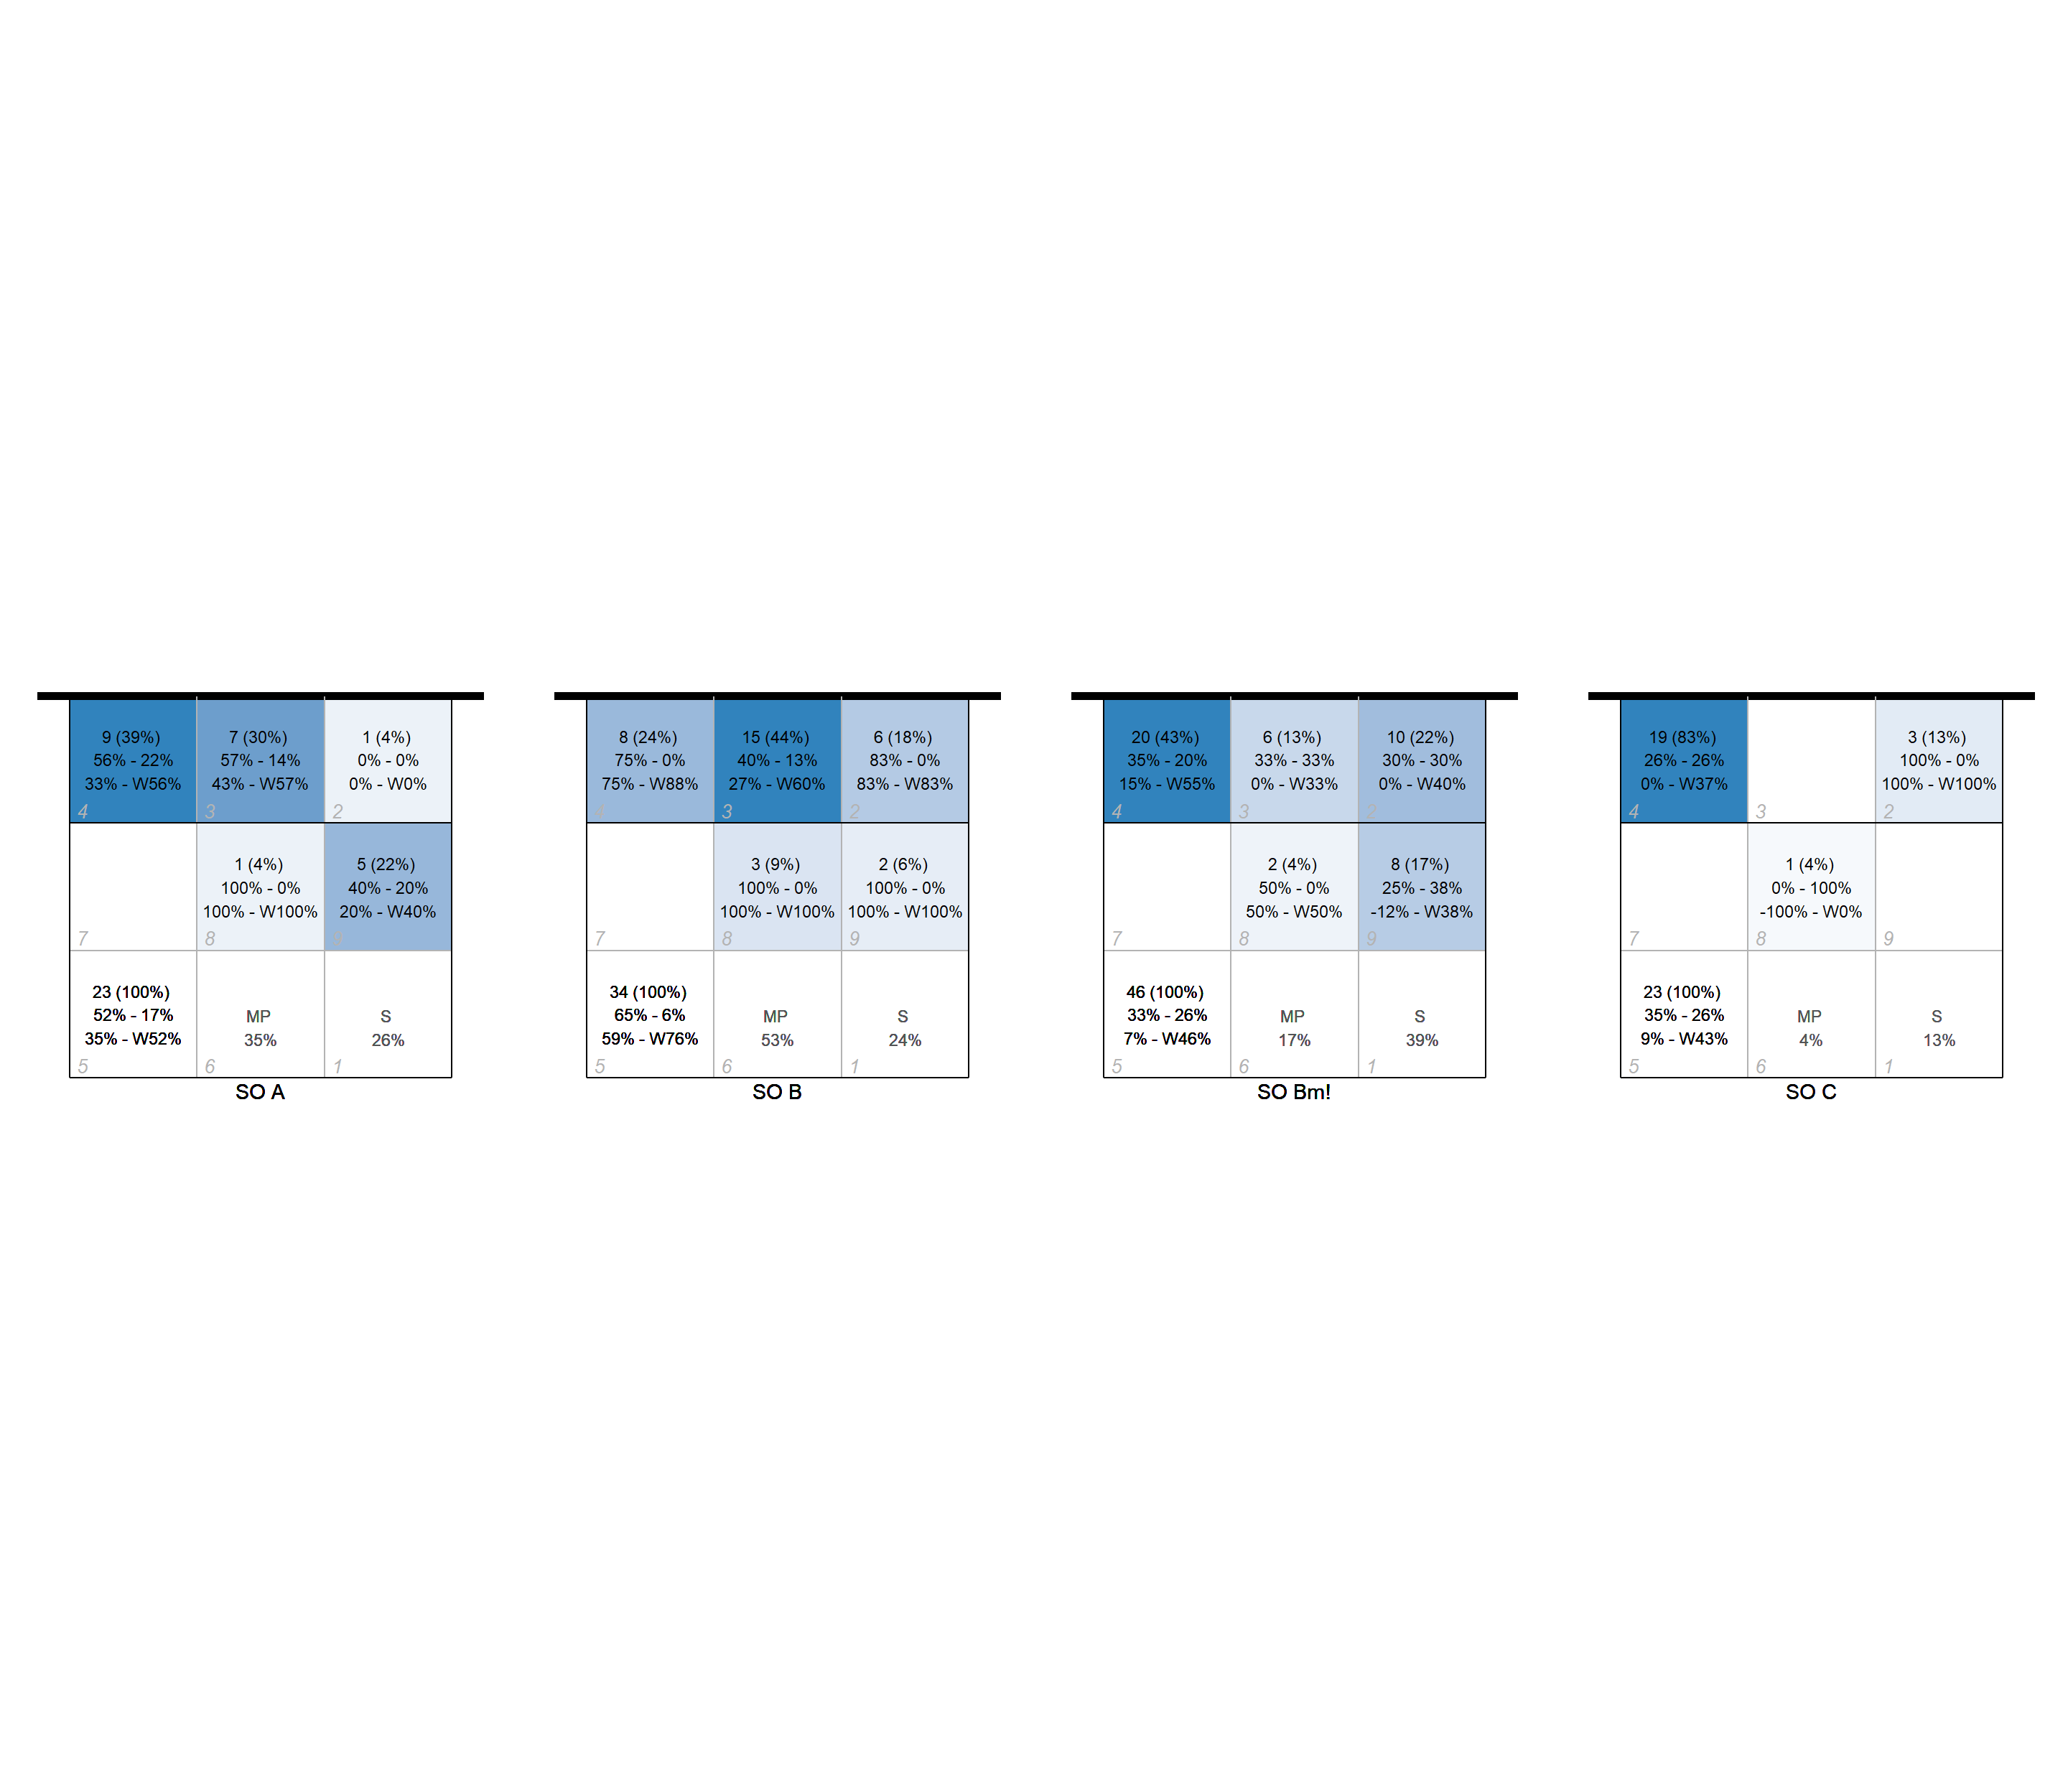 9 (39%)
56% - 22%
33% - W56%
4
7 (30%)
57% - 14%
43% - W57%
3
1 (4%)
0% - 0%
0% - W0%
2
7
1 (4%)
100% - 0%
100% - W100%
8
5 (22%)
40% - 20%
20% - W40%
23 (100%)
52% - 17%
35% - W52%
5
MP
35%
6
S
26%
1
SO A
8 (24%)
75% - 0%
75% - W88%
15 (44%)
40% - 13%
27% - W60%
3
6 (18%)
83% - 0%
83% - W83%
2
7
3 (9%)
100% - 0%
100% - W100%
8
2 (6%)
100% - 0%
100% - W100%
9
34 (100%)
65% - 6%
59% - W76%
5
MP
53%
6
S
24%
1
SO B
20 (43%)
35% - 20%
15% - W55%
4
6 (13%)
33% - 33%
0% - W33%
3
10 (22%)
30% - 30%
0% - W40%
7
2 (4%)
50% - 0%
50% - W50%
8
8 (17%)
25% - 38%
-12% - W38%
9
46 (100%)
33% - 26%
7% - W46%
5
MP
17%
6
S
39%
1
SO Bm!
19 (83%)
26% - 26%
0% - W37%
4
3
3 (13%)
100% - 0%
100% - W100%
2
7
1 (4%)
0% - 100%
-100% - W0%
8
9
23 (100%)
35% - 26%
9% - W43%
5
MP
4%
6
S
13%
1
SO C